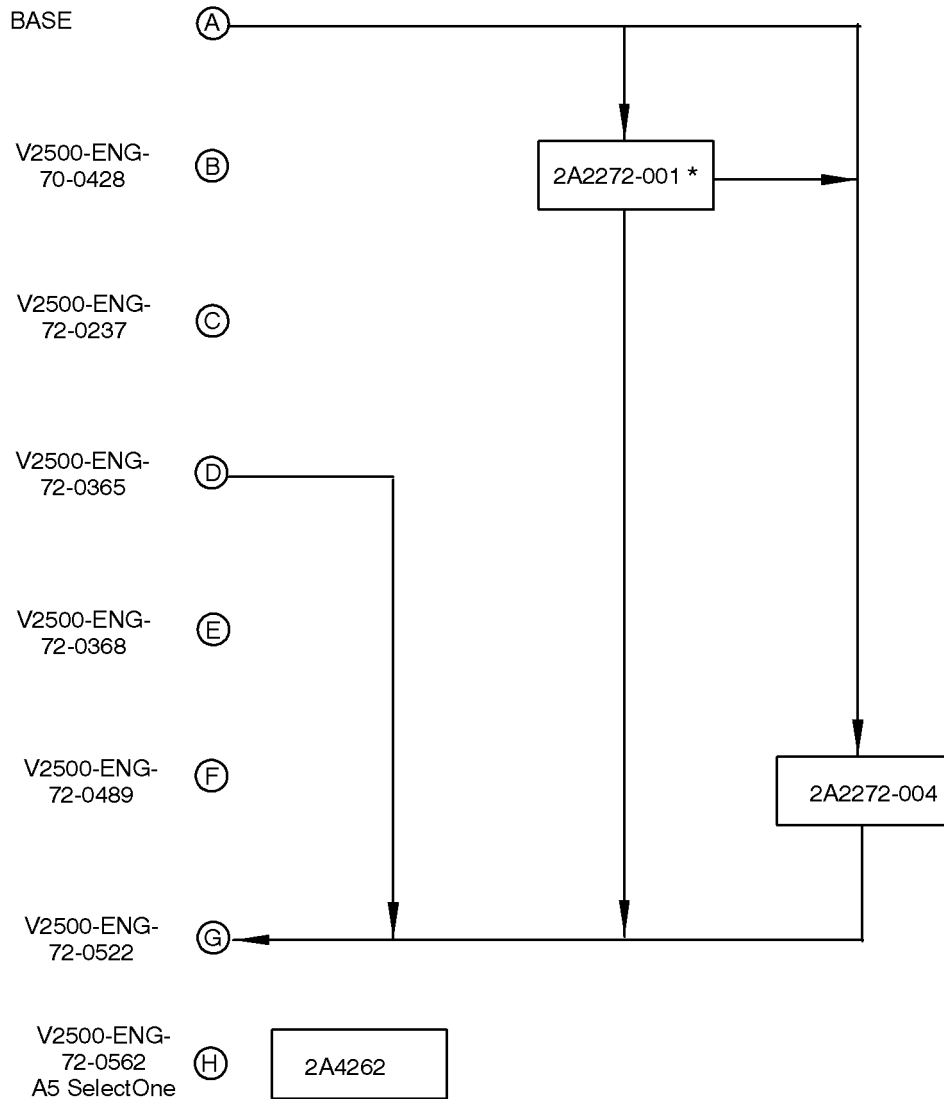 BASE
A
V2500-ENG-
70-0428
B
2A2272-001 *
V2500-ENG-
72-0237
C
V2500-ENG-
72-0365
D
V2500-ENG-
72-0368
E
V2500-ENG-
72-0489
F
2A2272-004
V2500-ENG-
72-0522
G
V2500-ENG-
72-0562
A5 SelectOne
H
2A4262